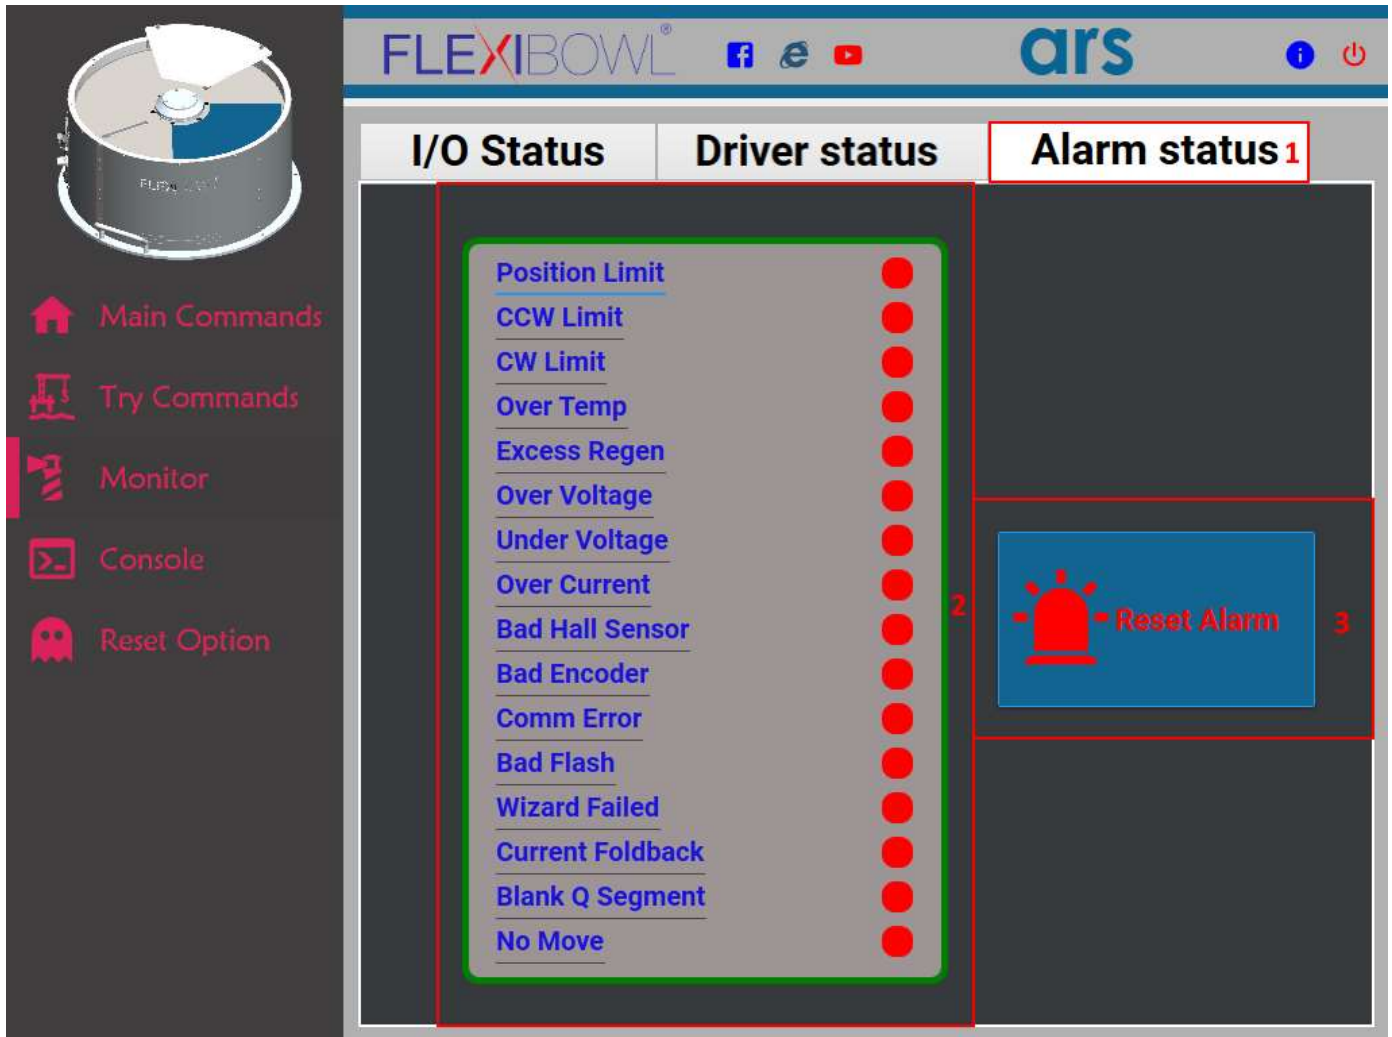 FLEXIBOWL®
ars
I/O Status
Driver status
Alarm status 1
Main Commands
Try Commands
Monitor
Console
Reset Option
Position Limit
CCW Limit
CW Limit
Over Temp
Excess Regen
Over Voltage
Under Voltage
Over Current
Bad Hall Sensor
Bad Encoder
Comm Error
Bad Flash
Wizard Failed
Current Foldback
Blank Q Segment
No Move
2
Reset Alarm
3